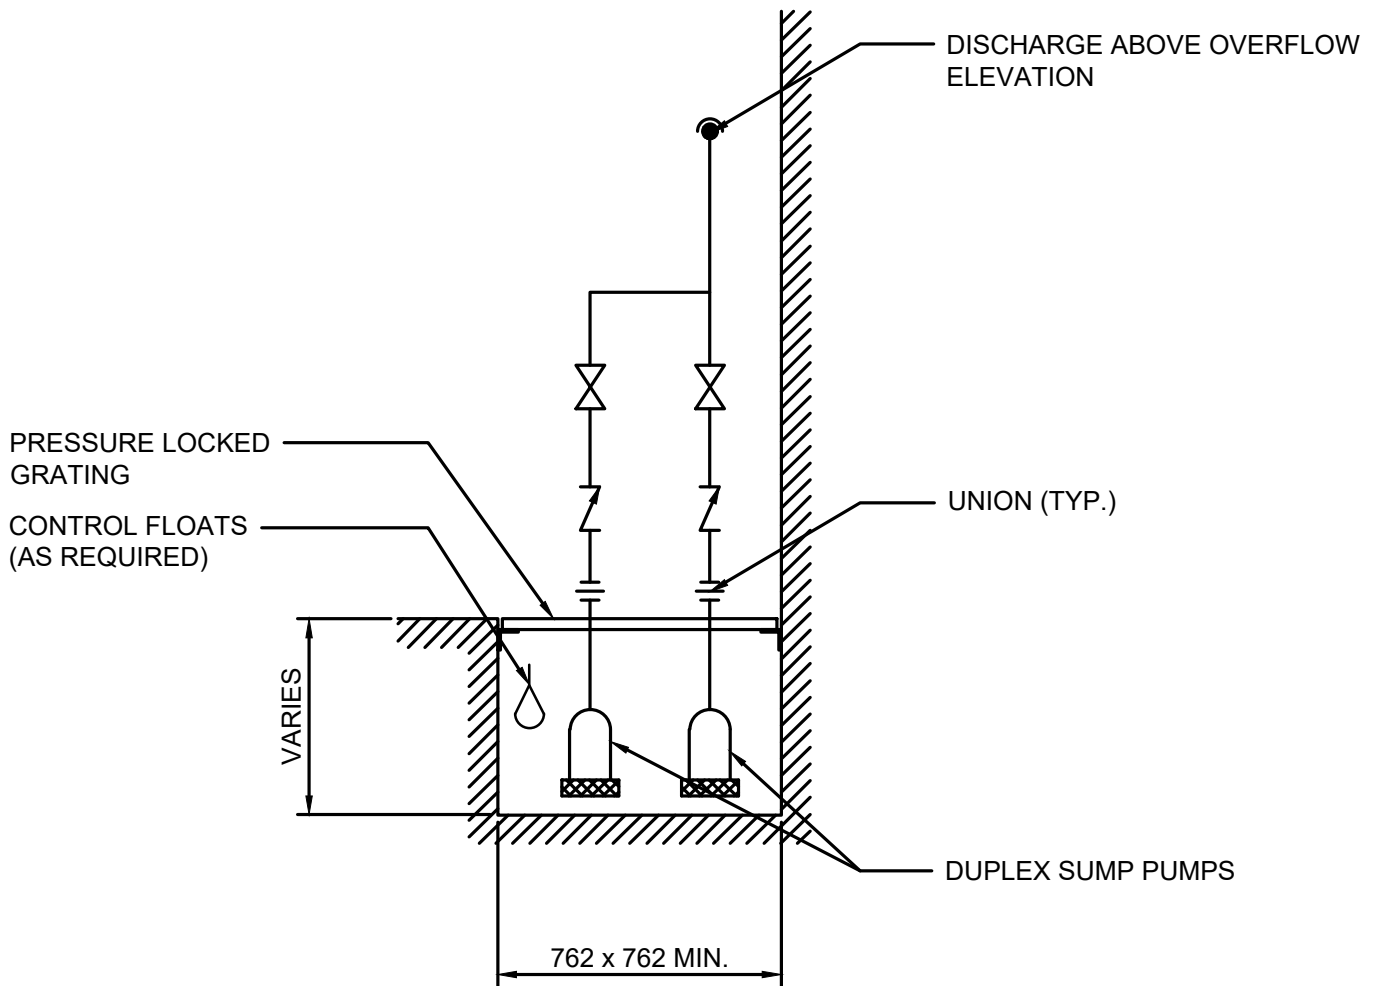 DISCHARGE ABOVE OVERFLOW
ELEVATION
PRESSURE LOCKED
GRATING
CONTROL FLOATS
(AS REQUIRED)
UNION (TYP.)
VARIES
DUPLEX SUMP PUMPS
762 x 762 MIN.